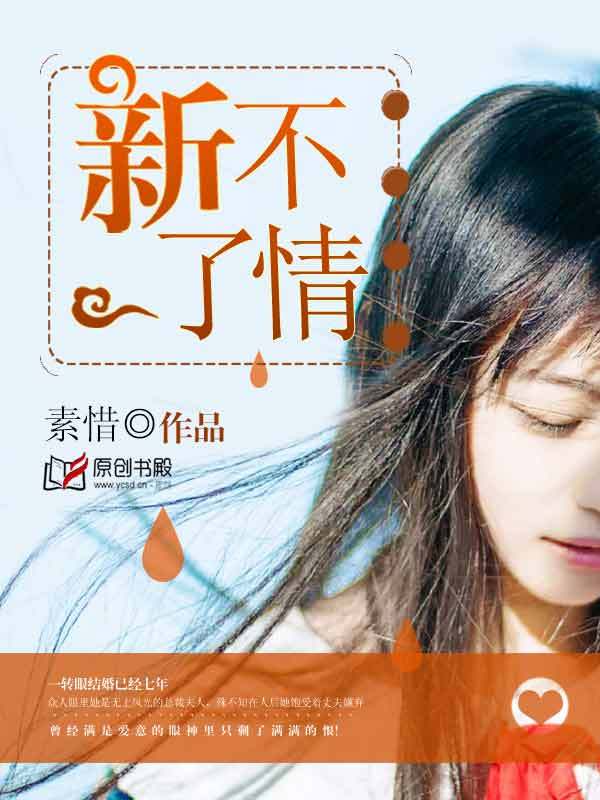 新不
了情
素惜◎作品
原创书殿
www.ycsd.cn
一转眼结婚已经七年
众人眼里她是无上风光的总裁夫人，殊不知在人后她饱受着丈夫嫌弃
曾经满是爱意的眼神里只剩了满满的恨!